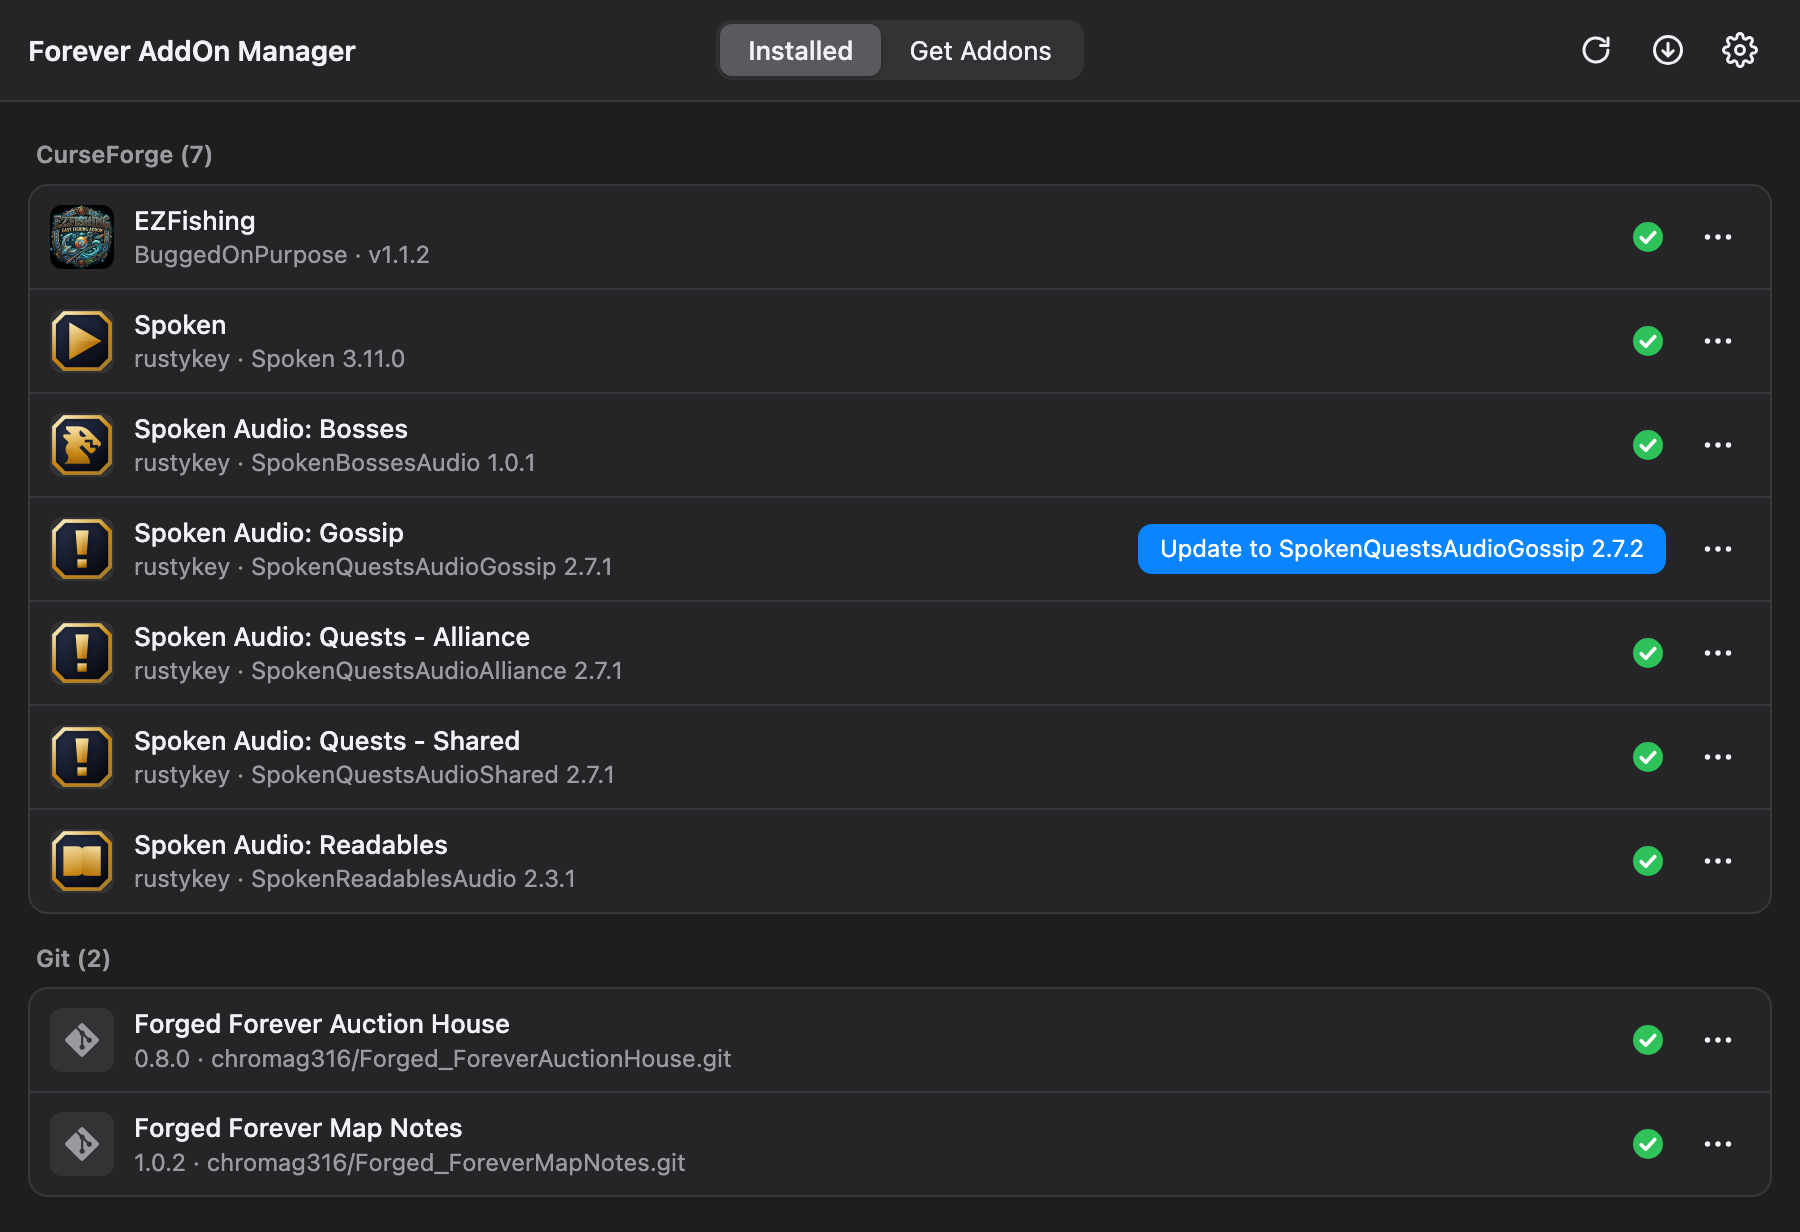 Forever AddOn Manager
Installed
Get Addons
CurseForge (7)
EZFISHING
EASY FISHING ADDON
EZFishing
BuggedOnPurpose · v1.1.2
Spoken
rustykey · Spoken 3.11.0
Spoken Audio: Bosses
rustykey · SpokenBossesAudio 1.0.1
Spoken Audio: Gossip
rustykey · SpokenQuestsAudioGossip 2.7.1
Update to SpokenQuestsAudioGossip 2.7.2
Spoken Audio: Quests - Alliance
rustykey · SpokenQuestsAudioAlliance 2.7.1
Spoken Audio: Quests - Shared
rustykey · SpokenQuestsAudioShared 2.7.1
Spoken Audio: Readables
rustykey · SpokenReadablesAudio 2.3.1
Git (2)
Forged Forever Auction House
0.8.0 · chromag316/Forged_ForeverAuctionHouse.git
Forged Forever Map Notes
1.0.2 · chromag316/Forged_ForeverMapNotes.git